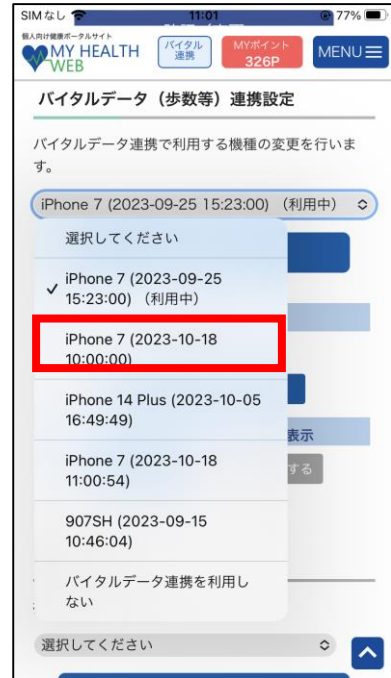 SIMなし 11:01 77%
個人向け健康ポータルサイト
MY HEALTH
WEB
バイタル
連携
MYポイント
326P
MENU
バイタルデータ（歩数等）連携設定
バイタルデータ連携で利用する機種の変更を行いま
す。
iPhone 7 (2023-09-25 15:23:00) （利用中）
選択してください
✓ iPhone 7 (2023-09-25
15:23:00) （利用中）
iPhone 7 (2023-10-18
10:00:00)
iPhone 14 Plus (2023-10-05
16:49:49)
表示
iPhone 7 (2023-10-18
11:00:54)
する
907SH (2023-09-15
10:46:04)
バイタルデータ連携を利用し
ない
選択してください